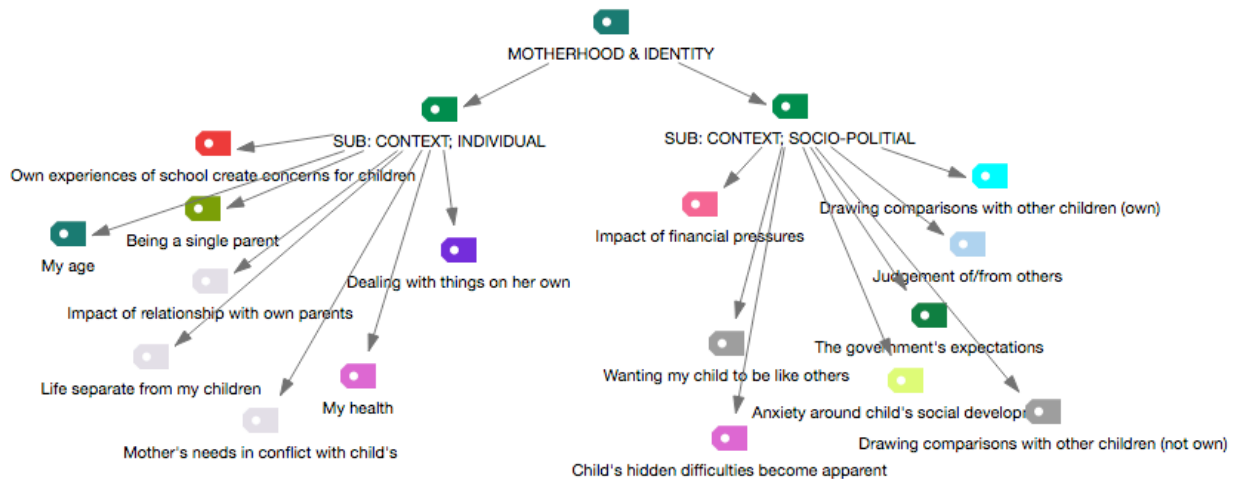 MOTHERHOOD & IDENTITY
SUB: CONTEXT; INDIVIDUAL
Own experiences of school create concerns for children
My age
Being a single parent
Impact of relationship with own parents
Dealing with things on her own
Life separate from my children
My health
Mother's needs in conflict with child's
SUB: CONTEXT; SOCIO-POLITIAL
Drawing comparisons with other children (own)
Impact of financial pressures
Judgement of/from others
The government's expectations
Wanting my child to be like others
Anxiety around child's social develop
Drawing comparisons with other children (not own)
Child's hidden difficulties become apparent